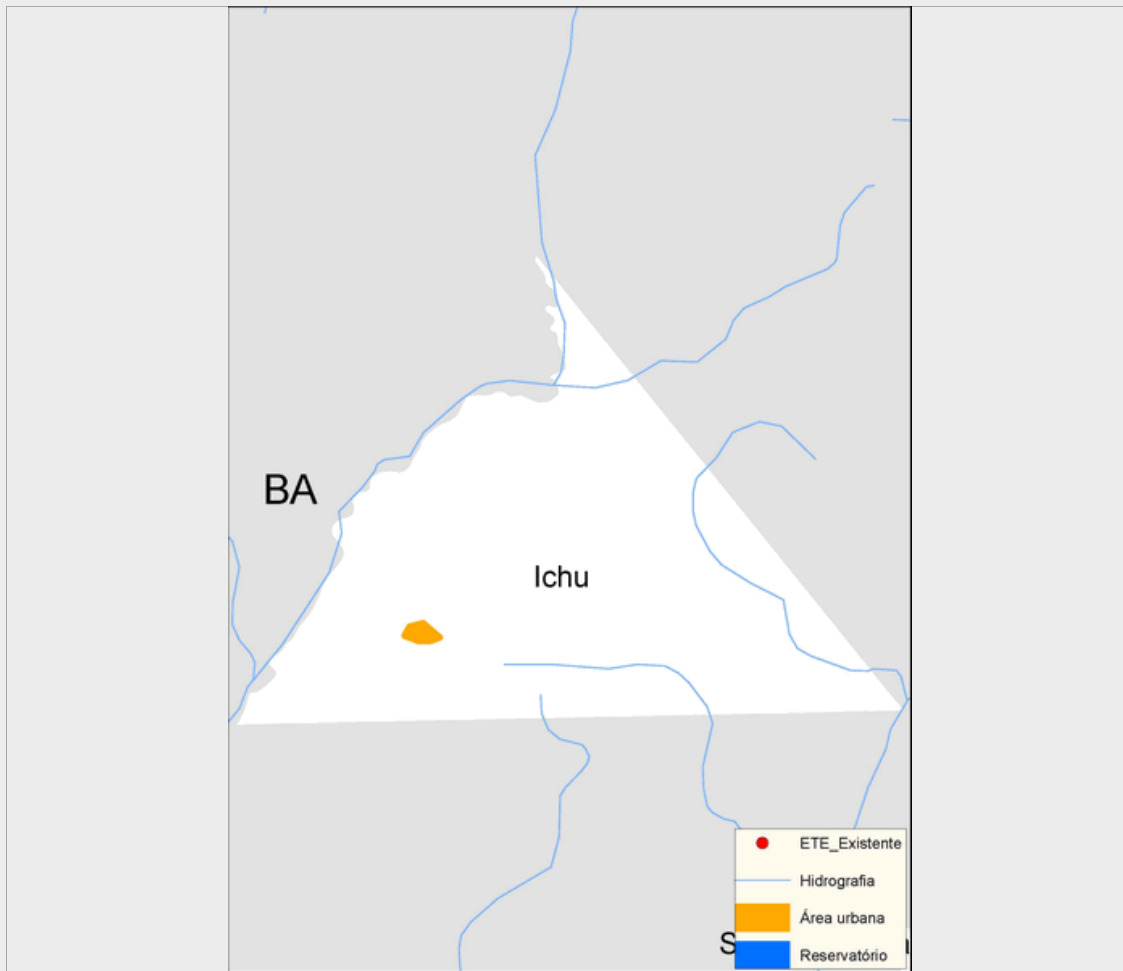 BA
Ichu
ETE_Existente
Hidrografia
Área urbana
Reservatório